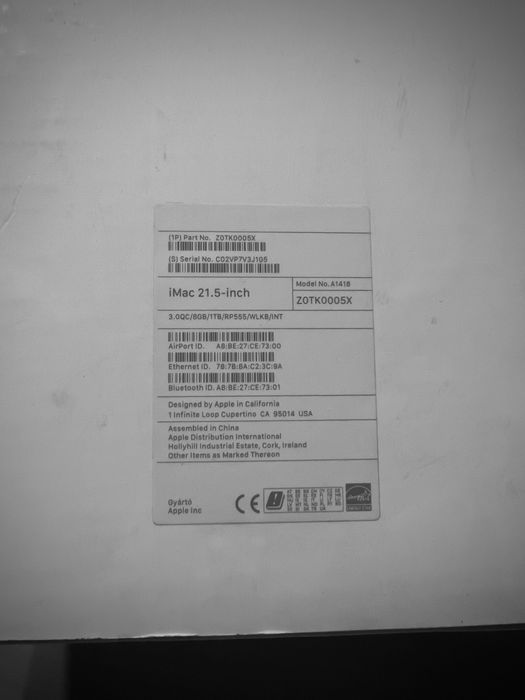 (1P) Part No. Z0TK0005X
(S) Serial No. C02VP7V3J1G5
iMac 21.5-inch
Model No. A1418
Z0TK0005X
3.0QC/8GB/1TB/RP555/WLKB/INT
AirPort ID. A8:BE:27:CE:73:00
Ethernet ID. 78:7B:8A:C2:3C:9A
Bluetooth ID. A8:BE:27:CE:73:01
Designed by Apple in California
1 Infinite Loop Cupertino CA 95014 USA
Assembled in China
Apple Distribution International
Hollyhill Industrial Estate, Cork, Ireland
Other Items as Marked Thereon
Gyártó
Apple Inc
CE